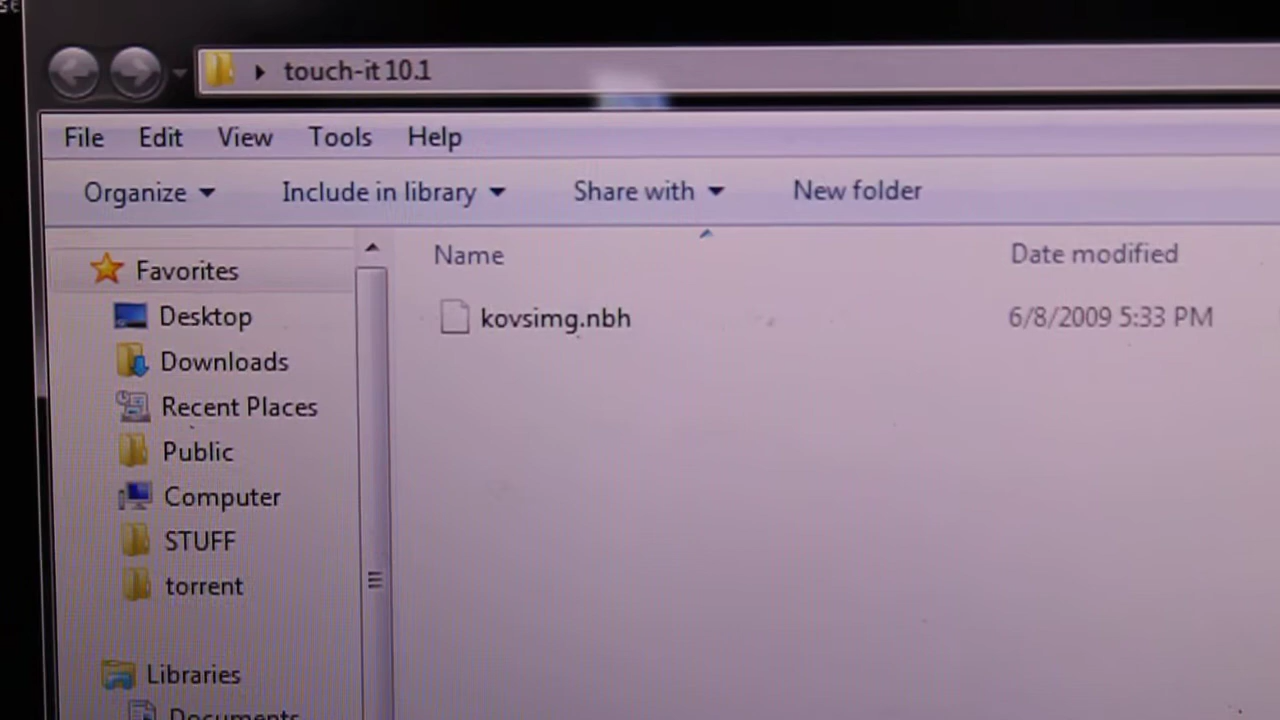 touch-it 10.1
File Edit View Tools Help
Organize Include in library Share with New folder
Name Date modified
Favorites
kovsimg.nbh 6/8/2009 5:33 PM
Desktop
Downloads
Recent Places
Public
Computer
STUFF
torrent
Libraries
Documents